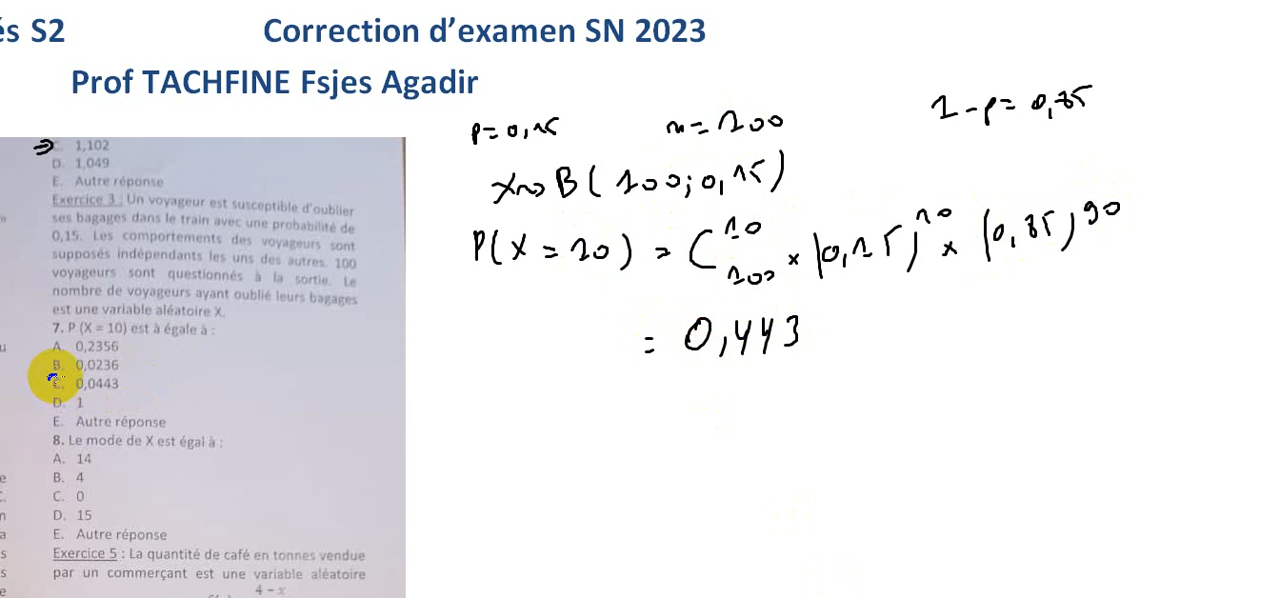 és S2
Correction d'examen SN 2023
Prof TACHFINE Fsjes Agadir
C. 1,102
D. 1,049
E. Autre réponse
Exercice 3 : Un voyageur est susceptible d'oublier
ses bagages dans le train avec une probabilité de
0,15. Les comportements des voyageurs sont
supposés indépendants les uns des autres. 100
voyageurs sont questionnés à la sortie. Le
nombre de voyageurs ayant oublié leurs bagages
est une variable aléatoire X.
7. P (X = 10) est à égale à :
A. 0,2356
B. 0,0236
C. 0,0443
D. 1
E. Autre réponse
8. Le mode de X est égal à :
A. 14
B. 4
C. 0
D. 15
E. Autre réponse
Exercice 5 : La quantité de café en tonnes vendue
par un commerçant est une variable aléatoire
4 – x
p = 0,15
n = 100
1 - p = 0,85
X ~> B ( 100 ; 0,15 )
P ( X = 10 ) = C 10 100 × (0,15) 10 × (0,85) 90
= 0,443